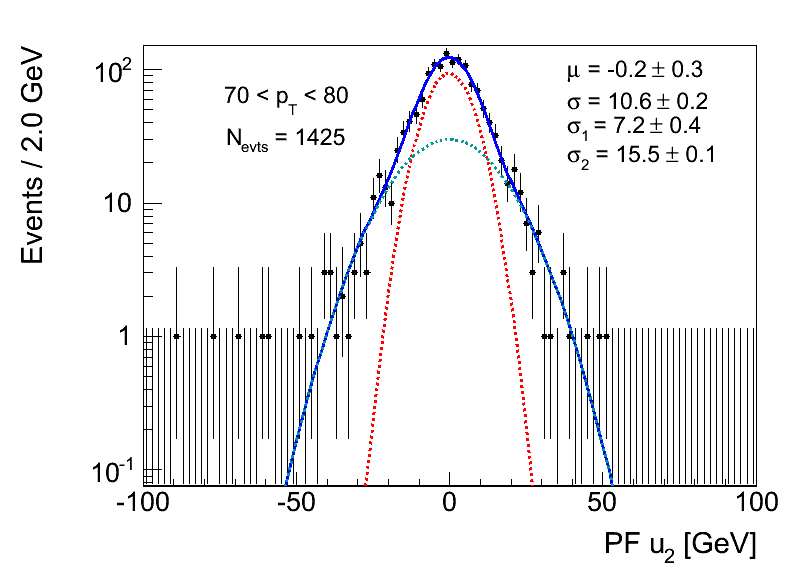 Events / 2.0 GeV
10²
10
1
10⁻¹
70 < p_T < 80
N_evts = 1425
μ = -0.2 ± 0.3
σ = 10.6 ± 0.2
σ₁ = 7.2 ± 0.4
σ₂ = 15.5 ± 0.1
-100 -50 0 50 100
PF u₂ [GeV]